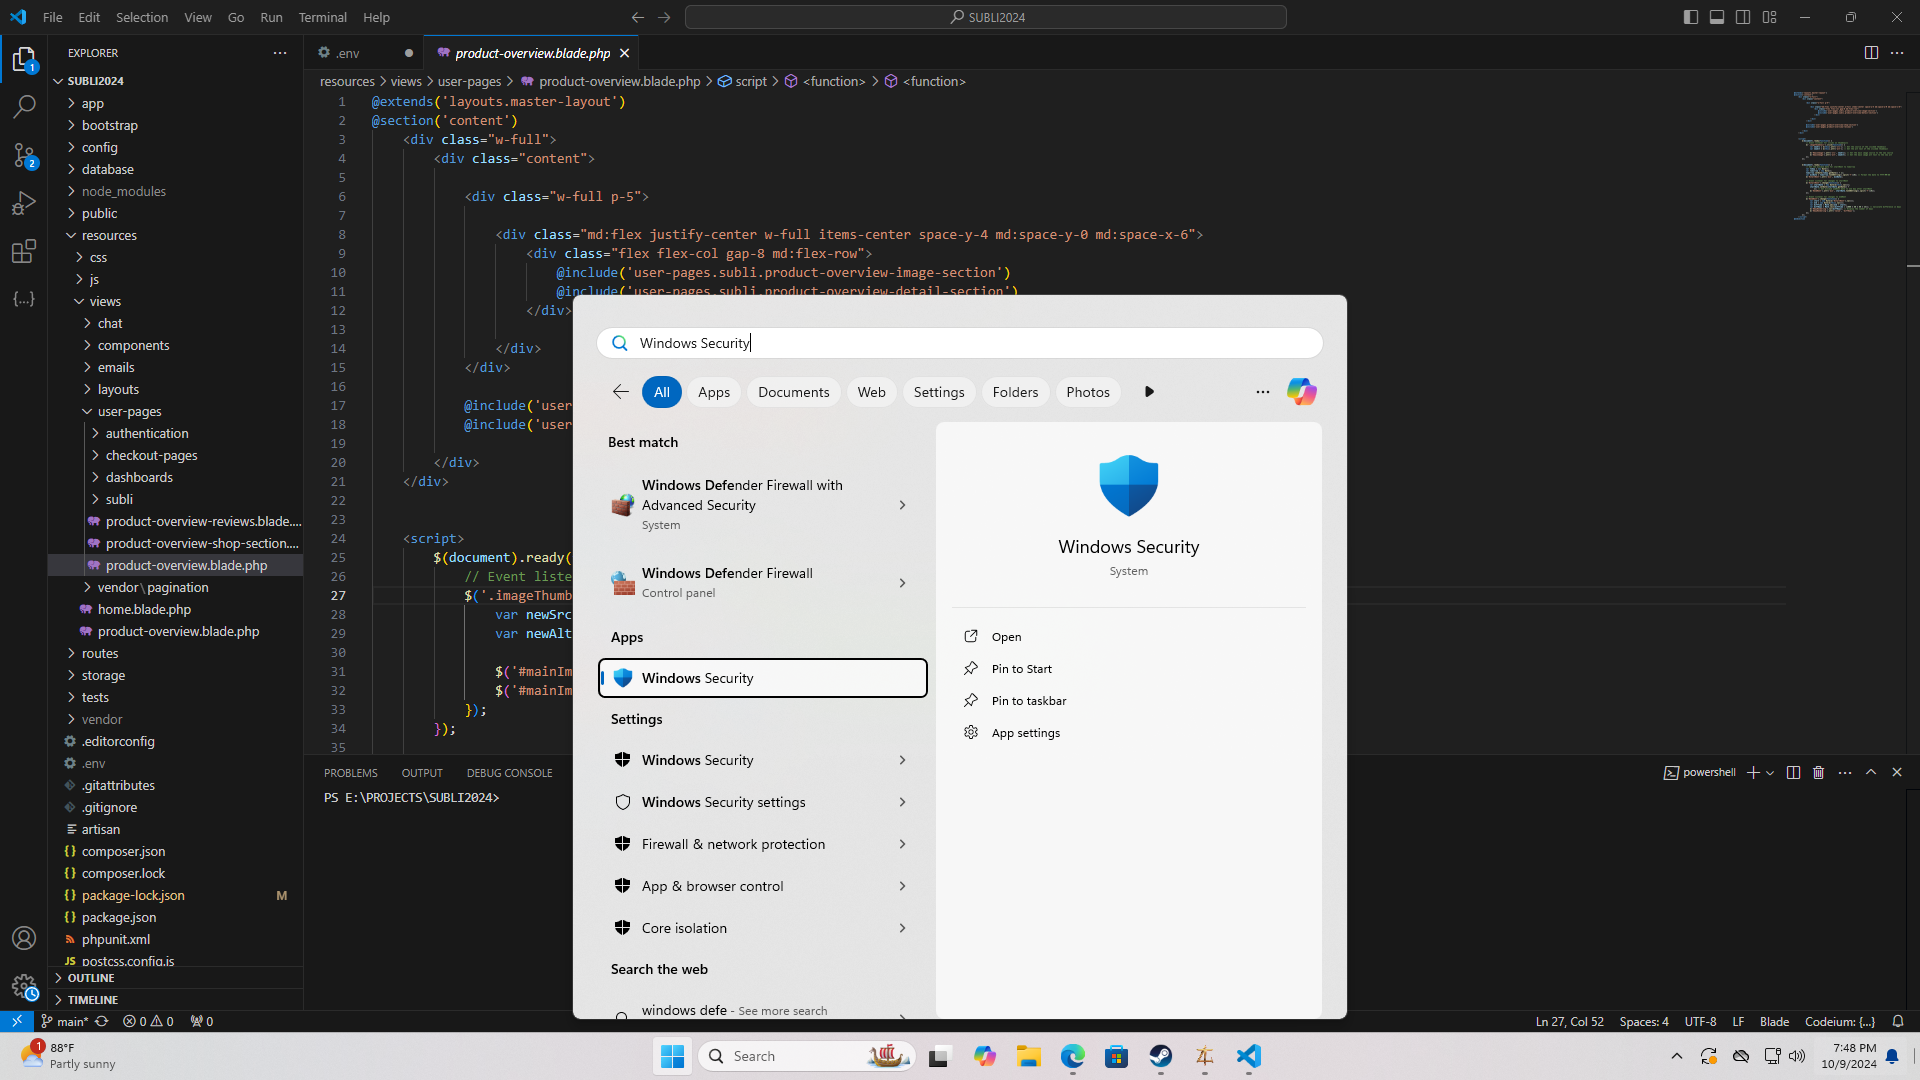 File Edit Selection View Go Run Terminal Help
SUBLI2024
EXPLORER
.env
product-overview.blade.php
resources > views > user-pages > product-overview.blade.php > script > <function> > <function>
SUBLI2024
app
bootstrap
config
database
node_modules
public
resources
css
js
views
chat
components
emails
layouts
user-pages
authentication
checkout-pages
dashboards
subli
product-overview-reviews.blade....
product-overview-shop-section....
product-overview.blade.php
vendor\pagination
home.blade.php
product-overview.blade.php
routes
storage
tests
vendor
.editorconfig
.env
.gitattributes
.gitignore
artisan
composer.json
composer.lock
package-lock.json M
package.json
phpunit.xml
postcss.config.js
OUTLINE
TIMELINE
1 @extends('layouts.master-layout')
2 @section('content')
3 <div class="w-full">
4 <div class="content">
5
6 <div class="w-full p-5">
7
8 <div class="md:flex justify-center w-full items-center space-y-4 md:space-y-0 md:space-x-6">
9 <div class="flex flex-col gap-8 md:flex-row">
10 @include('user-pages.subli.product-overview-image-section')
11 @include('user-pages.subli.product-overview-detail-section')
12 </div>
13
14 </div>
15 </div>
16
17 @include('user
18 @include('user
19
20 </div>
21 </div>
22
23
24 <script>
25 $(document).ready(
26 // Event liste
27 $('.imageThumb
28 var newSrc
29 var newAlt
30
31 $('#mainIm
32 $('#mainIm
33 });
34 });
35
PROBLEMS OUTPUT DEBUG CONSOLE
powershell
PS E:\PROJECTS\SUBLI2024>
Windows Security
All Apps Documents Web Settings Folders Photos
Best match
Windows Defender Firewall with
Advanced Security
System
Windows Defender Firewall
Control panel
Apps
Windows Security
Settings
Windows Security
Windows Security settings
Firewall & network protection
App & browser control
Core isolation
Search the web
windows defe - See more search
Windows Security
System
Open
Pin to Start
Pin to taskbar
App settings
main* 0 0 0
Ln 27, Col 52 Spaces: 4 UTF-8 LF Blade Codeium: {...}
1
88°F
Partly sunny
Search
7:48 PM
10/9/2024